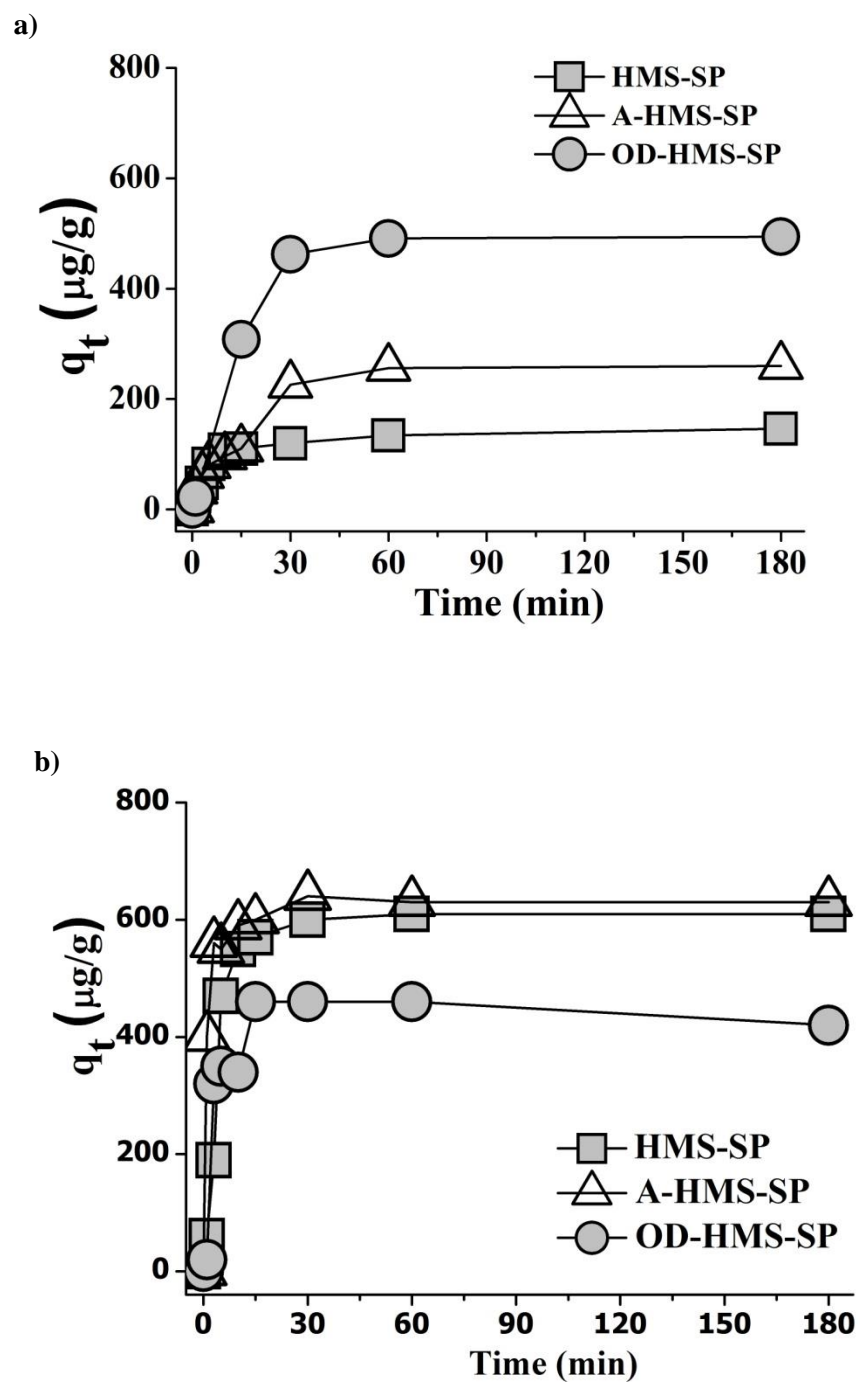 a)
800
600
400
200
0
qt (µg/g)
HMS-SP
A-HMS-SP
OD-HMS-SP
0 30 60 90 120 150 180
Time (min)
b)
800
600
400
200
0
qt (µg/g)
HMS-SP
A-HMS-SP
OD-HMS-SP
0 30 60 90 120 150 180
Time (min)